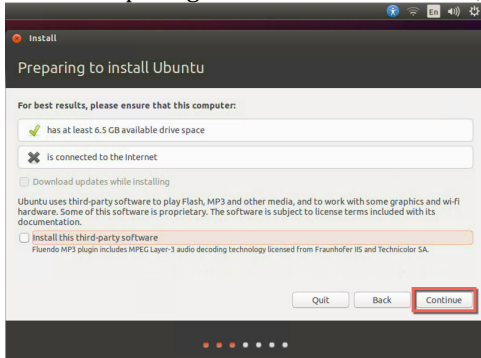 En
Install
Preparing to install Ubuntu
For best results, please ensure that this computer:
has at least 6.5 GB available drive space
is connected to the Internet
Download updates while installing
Ubuntu uses third-party software to play Flash, MP3 and other media, and to work with some graphics and wi-fi
hardware. Some of this software is proprietary. The software is subject to license terms included with its
documentation.
Install this third-party software
Fluendo MP3 plugin includes MPEG Layer-3 audio decoding technology licensed from Fraunhofer IIS and Technicolor SA.
Quit Back Continue